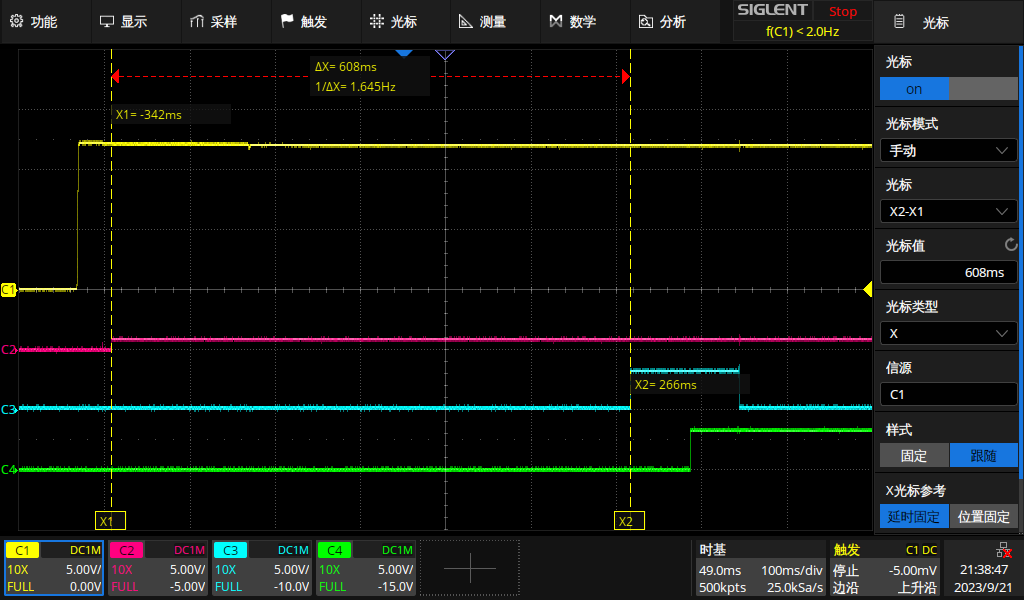 功能
显示
采样
触发
光标
测量
数学
分析
SIGLENT
Stop
f(C1) < 2.0Hz
光标
ΔX= 608ms
1/ΔX= 1.645Hz
X1= -342ms
X2= 266ms
C1
C2
C3
C4
X1
X2
光标
on
光标模式
手动
光标
X2-X1
光标值
608ms
光标类型
X
信源
C1
样式
固定
跟随
X光标参考
延时固定
位置固定
C1 DC1M
10X 5.00V/
FULL 0.00V
C2 DC1M
10X 5.00V/
FULL -5.00V
C3 DC1M
10X 5.00V/
FULL -10.0V
C4 DC1M
10X 5.00V/
FULL -15.0V
时基
49.0ms 100ms/div
500kpts 25.0kSa/s
触发 C1 DC
停止 -5.00mV
边沿 上升沿
21:38:47
2023/9/21